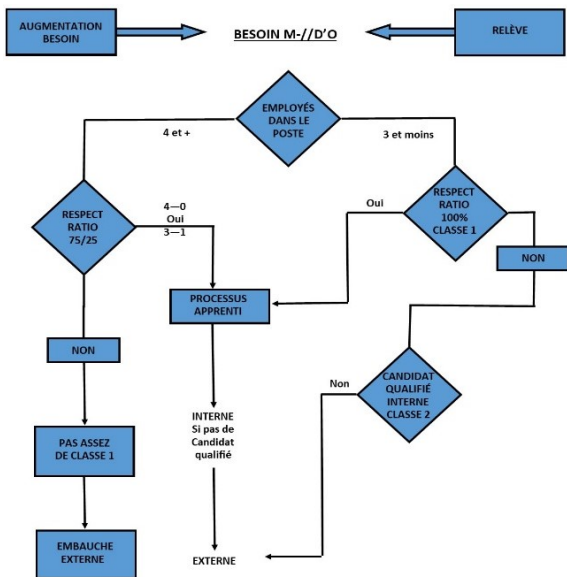 AUGMENTATION
BESOIN
BESOIN M-//D'O
RELÈVE
EMPLOYÉS
DANS LE
POSTE
4 et +
3 et moins
RESPECT
RATIO
75/25
4—0
Oui
3—1
Oui
RESPECT
RATIO
100%
CLASSE 1
NON
PROCESSUS
APPRENTI
NON
Non
CANDIDAT
QUALIFIÉ
INTERNE
CLASSE 2
INTERNE
Si pas de
Candidat
qualifié
PAS ASSEZ
DE CLASSE 1
EMBAUCHE
EXTERNE
EXTERNE